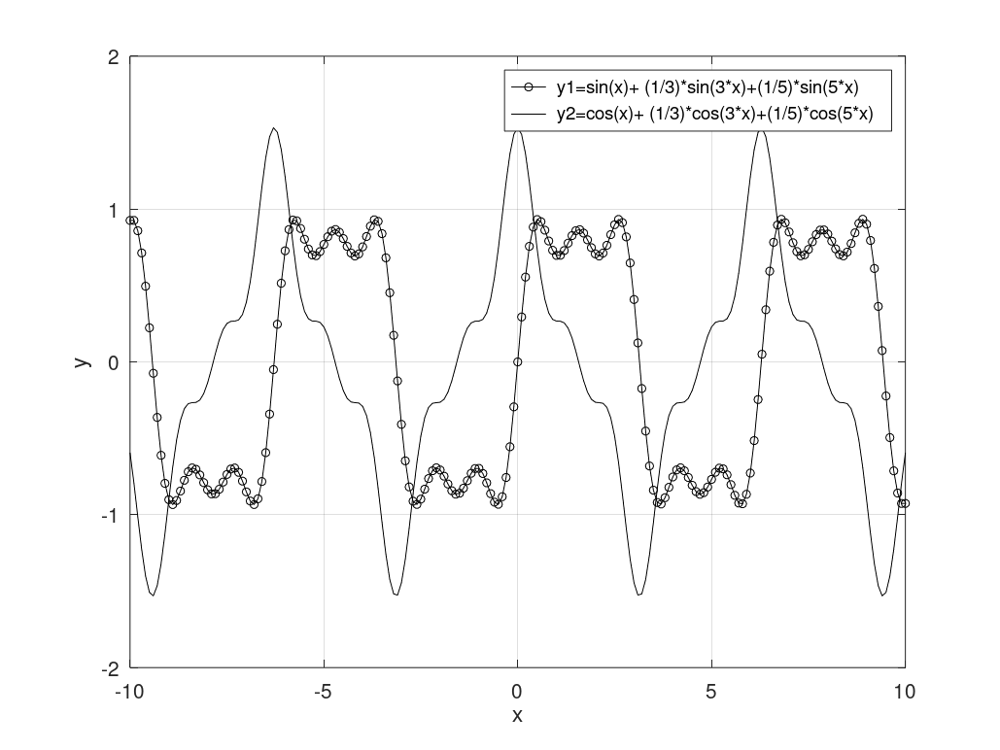 y1=sin(x)+ (1/3)*sin(3*x)+(1/5)*sin(5*x)
y2=cos(x)+ (1/3)*cos(3*x)+(1/5)*cos(5*x)
2
1
0
-1
-2
y
-10
-5
0
5
10
x